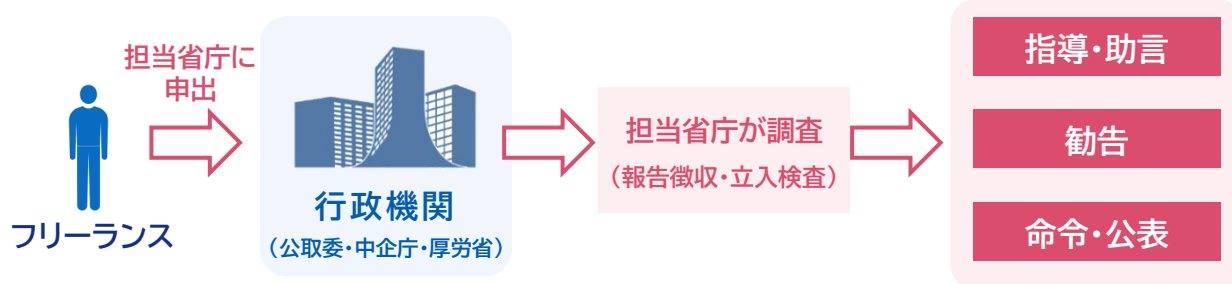 担当省庁に
申出
フリーランス
行政機関
（公取委・中企庁・厚労省）
担当省庁が調査
（報告徴収・立入検査）
指導・助言
勧告
命令・公表